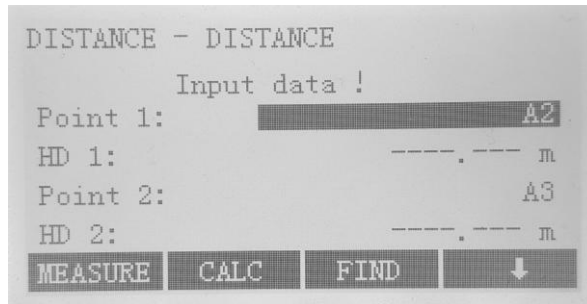 DISTANCE - DISTANCE
Input data !
Point 1: A2
HD 1: ----.--- m
Point 2: A3
HD 2: ----.--- m
MEASURE CALC FIND ↓